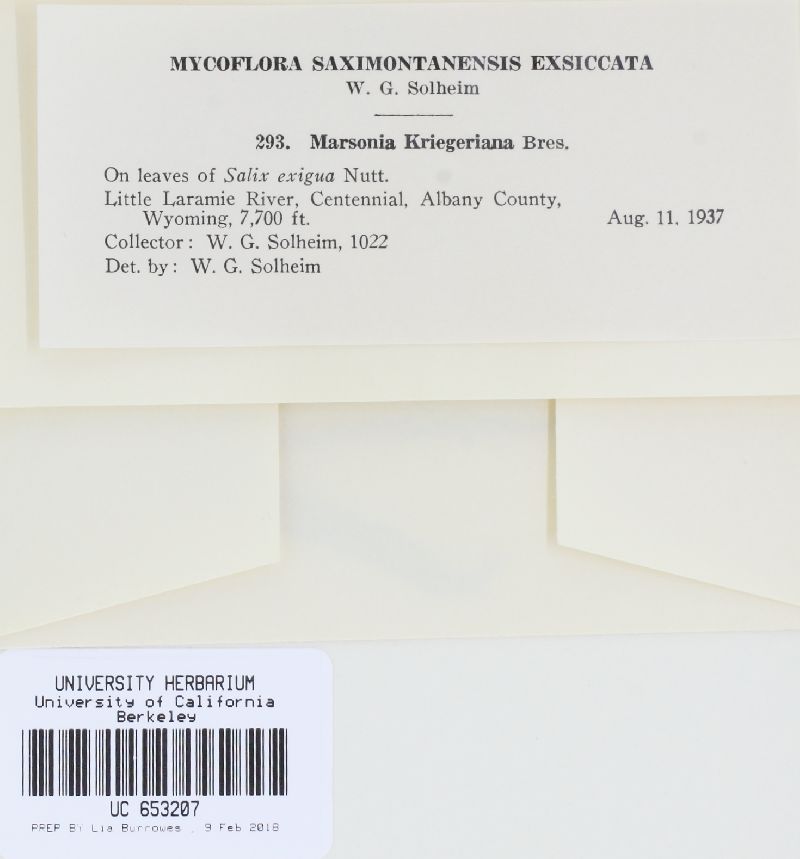 MYCOFLORA SAXIMONTANENSIS EXSICCATA
W. G. Solheim
293. Marsonia Kriegeriana Bres.
On leaves of Salix exigua Nutt.
Little Laramie River, Centennial, Albany County,
Wyoming, 7,700 ft. Aug. 11, 1937
Collector: W. G. Solheim, 1022
Det. by: W. G. Solheim
UNIVERSITY HERBARIUM
University of California
Berkeley
UC 653207
PREP BY Lia Burrowes , 9 Feb 2018